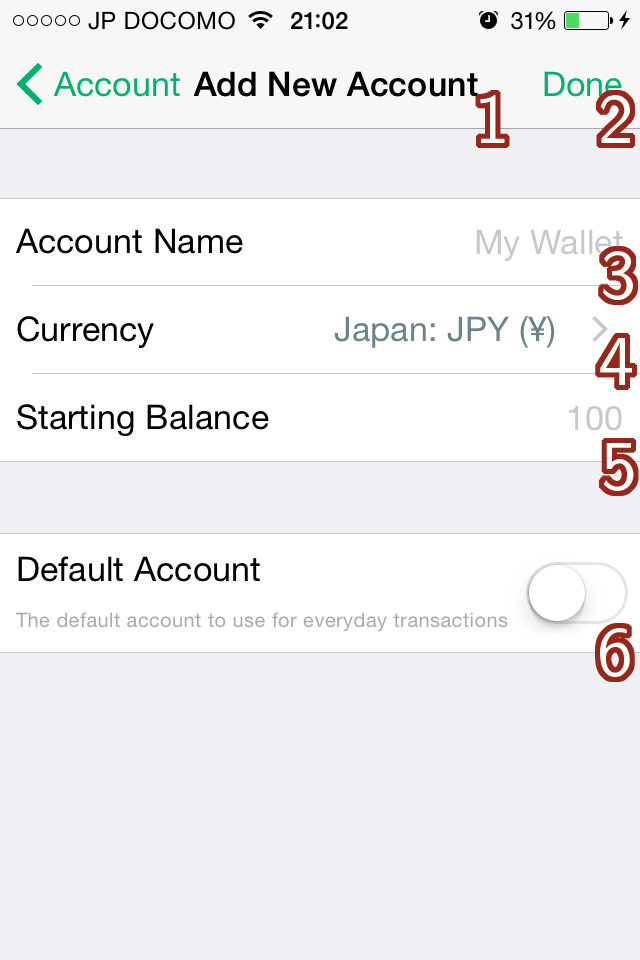 JP DOCOMO 21:02 31%
Account Add New Account Done
1 2
Account Name My Wallet
3
Currency Japan: JPY (¥)
4
Starting Balance 100
5
Default Account
The default account to use for everyday transactions
6